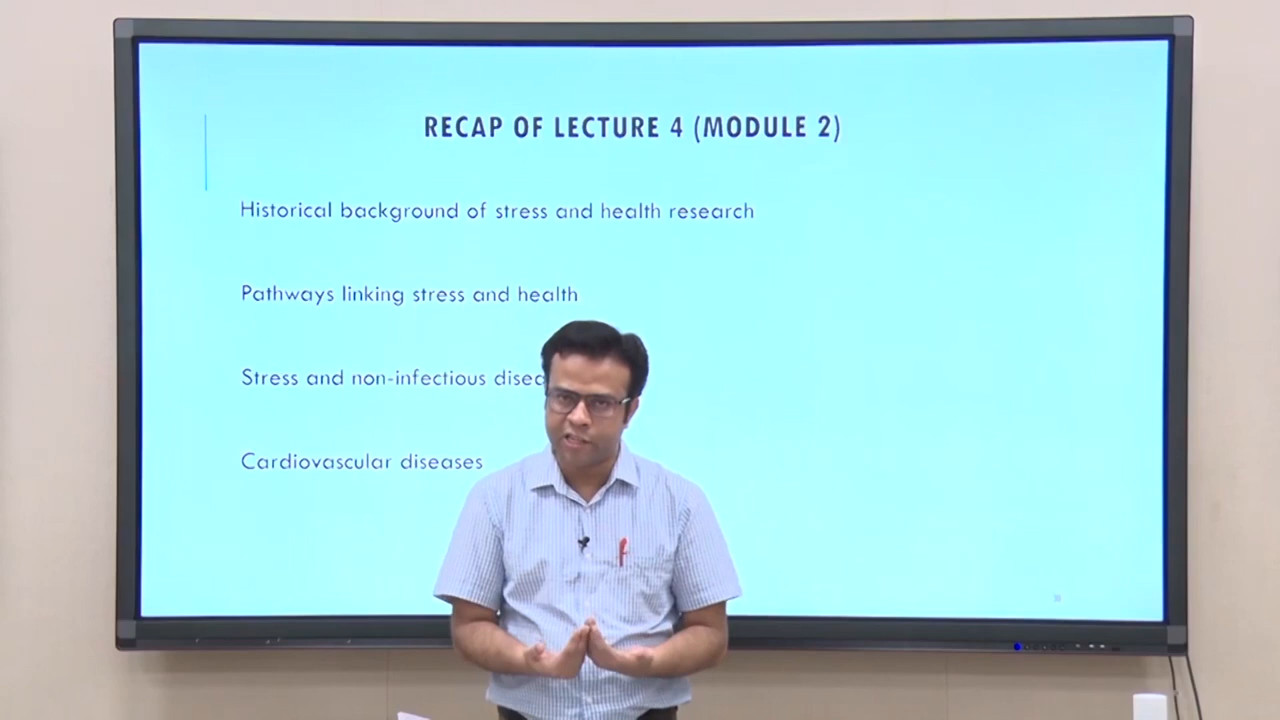 RECAP OF LECTURE 4 (MODULE 2)
Historical background of stress and health research
Pathways linking stress and health
Stress and non-infectious
Cardiovascular diseases